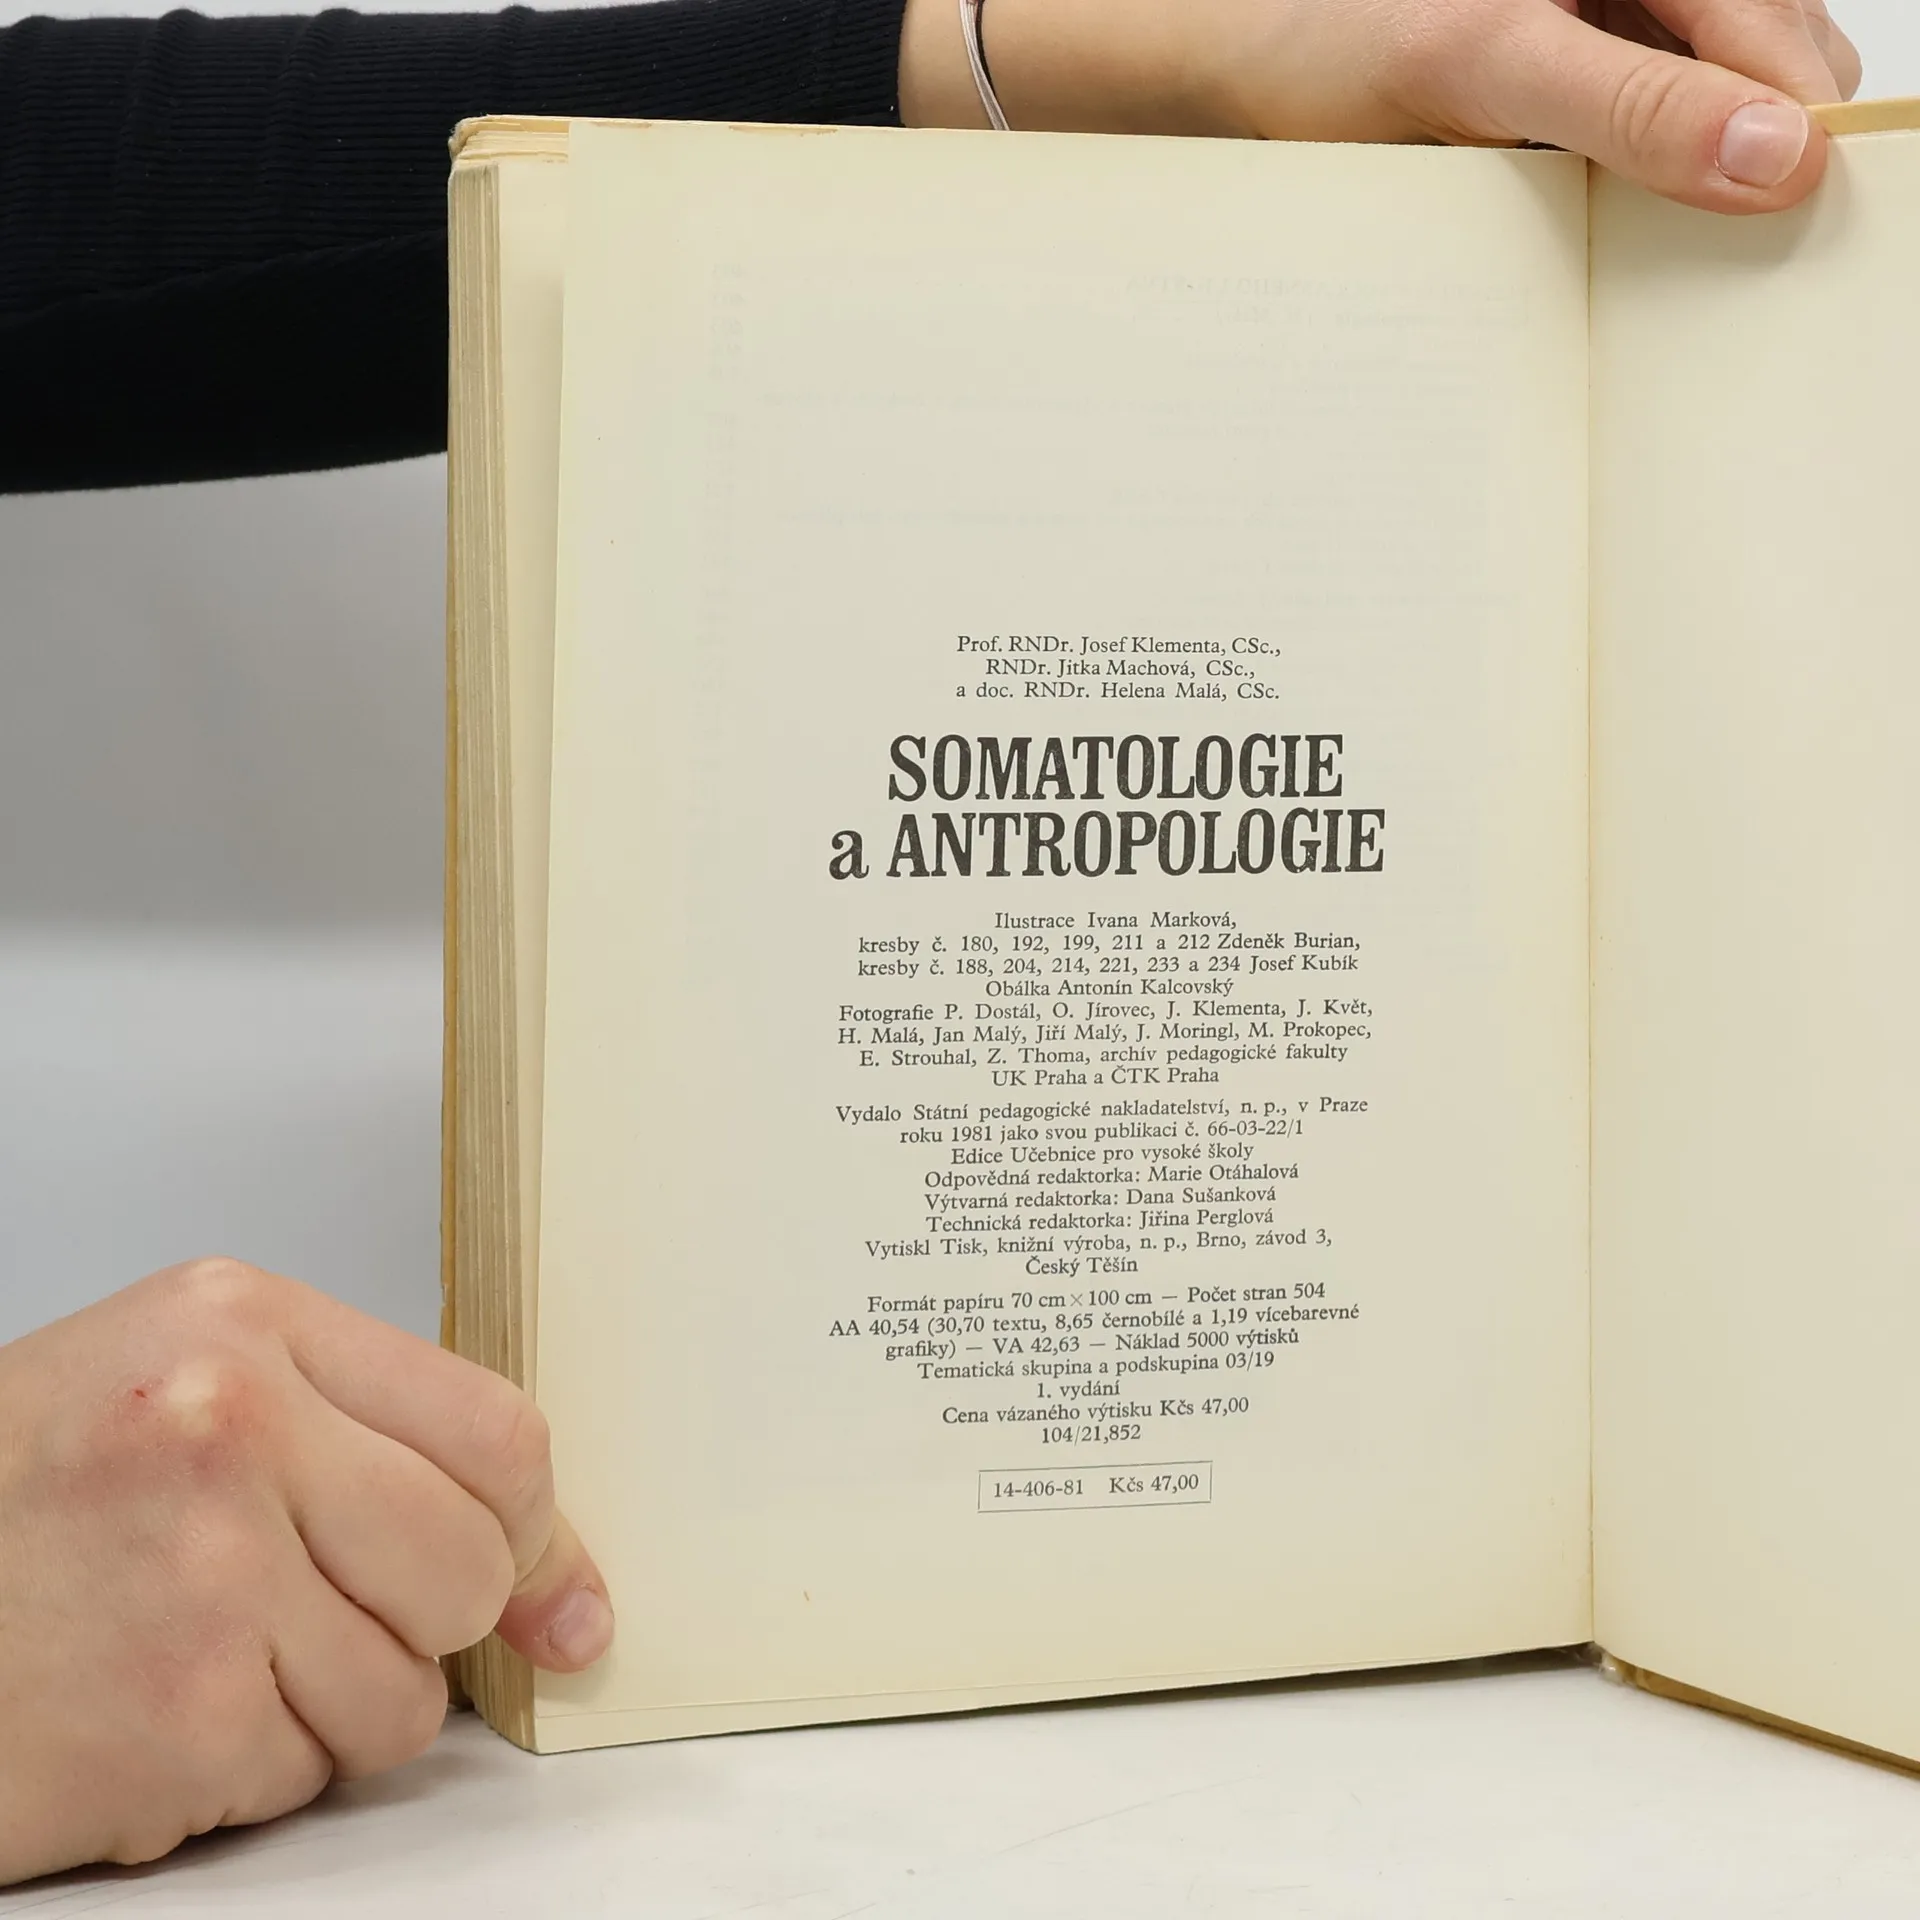 Prof. RNDr. Josef Klementa, CSc.,
RNDr. Jitka Machová, CSc.,
a doc. RNDr. Helena Malá, CSc.
SOMATOLOGIE
a ANTROPOLOGIE
Ilustrace Ivana Marková,
kresby č. 180, 192, 199, 211 a 212 Zdeněk Burian,
kresby č. 188, 204, 214, 221, 233 a 234 Josef Kubík
Obálka Antonín Kalcovský
Fotografie P. Dostál, O. Jírovec, J. Klementa, J. Květ,
H. Malá, Jan Malý, Jiří Malý, J. Moringl, M. Prokopec,
E. Strouhal, Z. Thoma, archív pedagogické fakulty
UK Praha a ČTK Praha
Vydalo Státní pedagogické nakladatelství, n. p., v Praze
roku 1981 jako svou publikaci č. 66-03-22/1
Edice Učebnice pro vysoké školy
Odpovědná redaktorka: Marie Otáhalová
Výtvarná redaktorka: Dana Sušanková
Technická redaktorka: Jiřina Perglová
Vytiskl Tisk, knižní výroba, n. p., Brno, závod 3,
Český Těšín
Formát papíru 70 cm × 100 cm — Počet stran 504
AA 40,54 (30,70 textu, 8,65 černobílé a 1,19 vícebarevné
grafiky) — VA 42,63 — Náklad 5000 výtisků
Tematická skupina a podskupina 03/19
1. vydání
Cena vázaného výtisku Kčs 47,00
104/21,852
14-406-81 Kčs 47,00